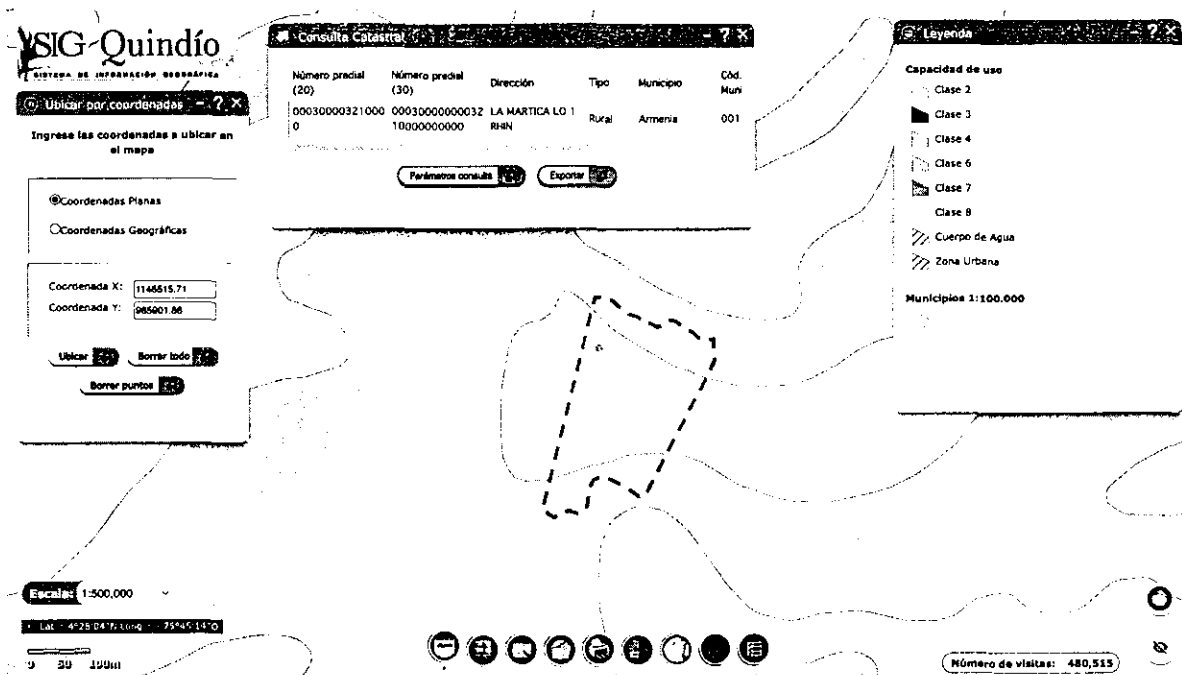 SIG-Quindío
SISTEMA DE INFORMACIÓN GEOGRÁFICA
Ubicar por coordenadas - ? X
Ingrese las coordenadas a ubicar en
el mapa
Coordenadas Planas
Coordenadas Geográficas
Coordenada X: 1146515.71
Coordenada Y: 985901.86
Ubicar
Borrar todo
Borrar puntos
Consulta Catastral - ? X
Número predial (20) Número predial (30) Dirección Tipo Municipio Cód. Muni
00030000321000 00030000000032 LA MARTICA LO 1 Rural Armenia 001
0 10000000000 RHIN
Parámetros consulta
Exportar
Leyenda - ? X
Capacidad de uso
Clase 2
Clase 3
Clase 4
Clase 6
Clase 7
Clase 8
Cuerpo de Agua
Zona Urbana
Municipios 1:100.000
Escala: 1:500,000
0 50 100m
Número de visitas: 480,515